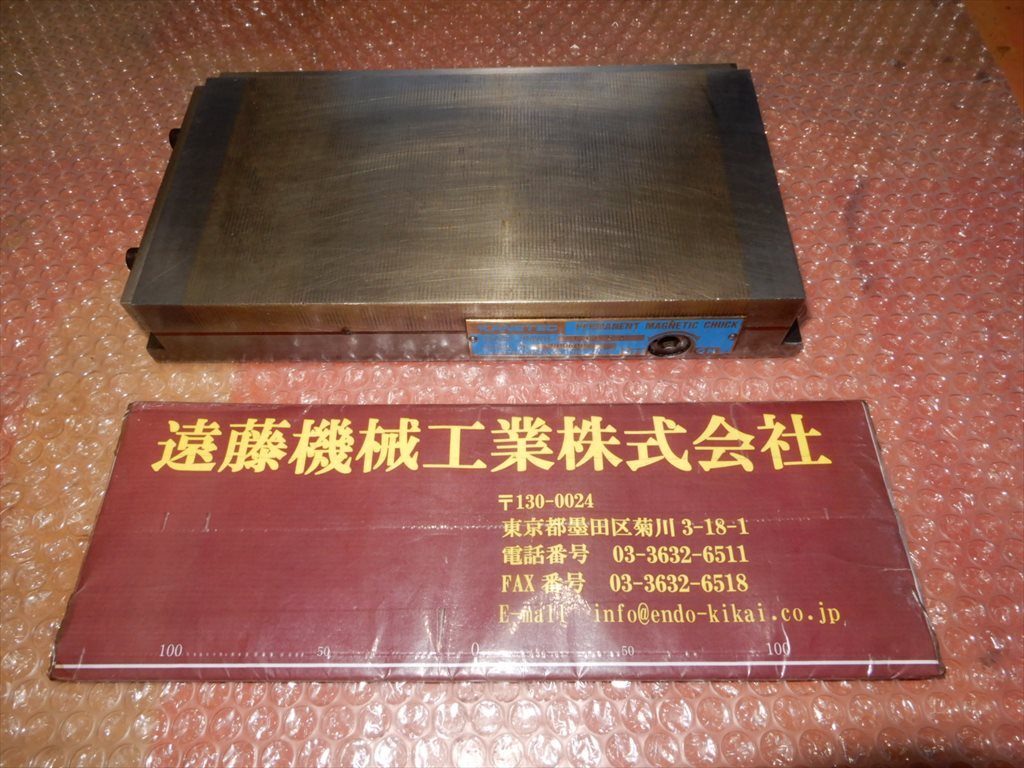 PERMANENT MAGNETIC CHUCK
遠藤機械工業株式会社
〒130-0024
東京都墨田区菊川 3-18-1
電話番号 03-3632-6511
FAX 番号 03-3632-6518
E-mail info@endo-kikai.co.jp
100 50 0 50 100